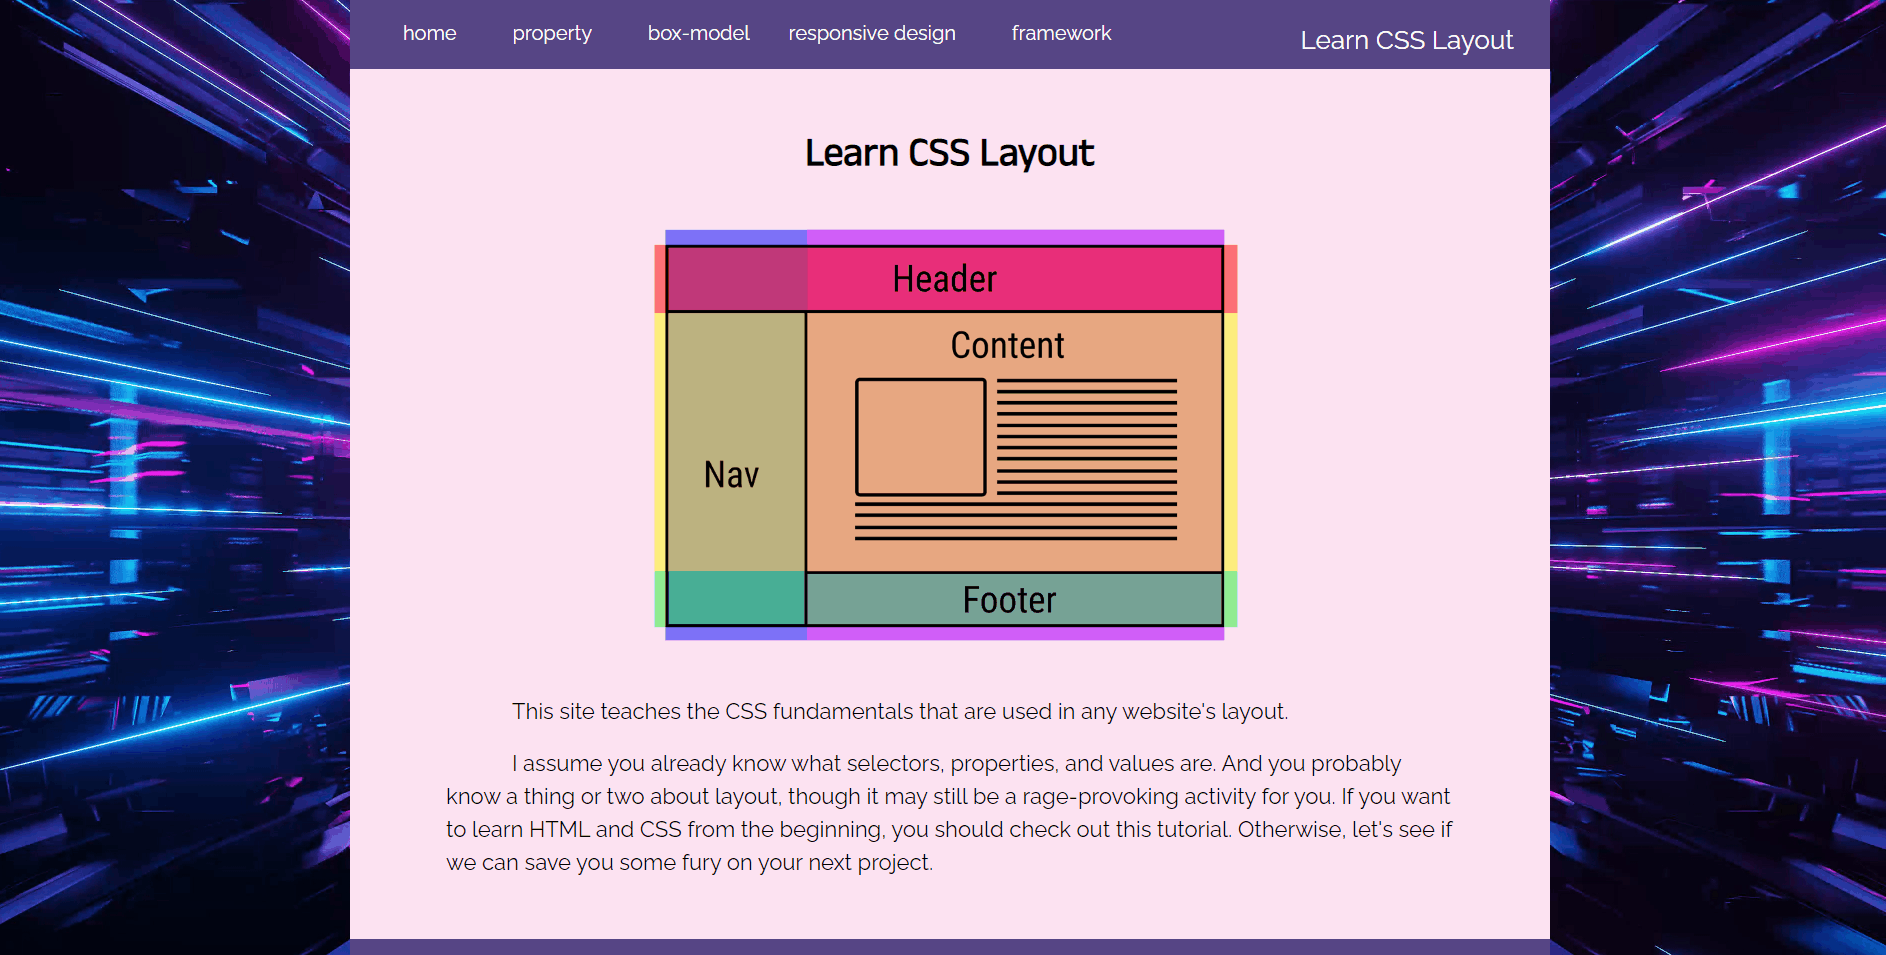 home property box-model responsive design framework Learn CSS Layout
Learn CSS Layout
Header
Content
Nav
Footer
This site teaches the CSS fundamentals that are used in any website's layout.
I assume you already know what selectors, properties, and values are. And you probably
know a thing or two about layout, though it may still be a rage-provoking activity for you. If you want
to learn HTML and CSS from the beginning, you should check out this tutorial. Otherwise, let's see if
we can save you some fury on your next project.